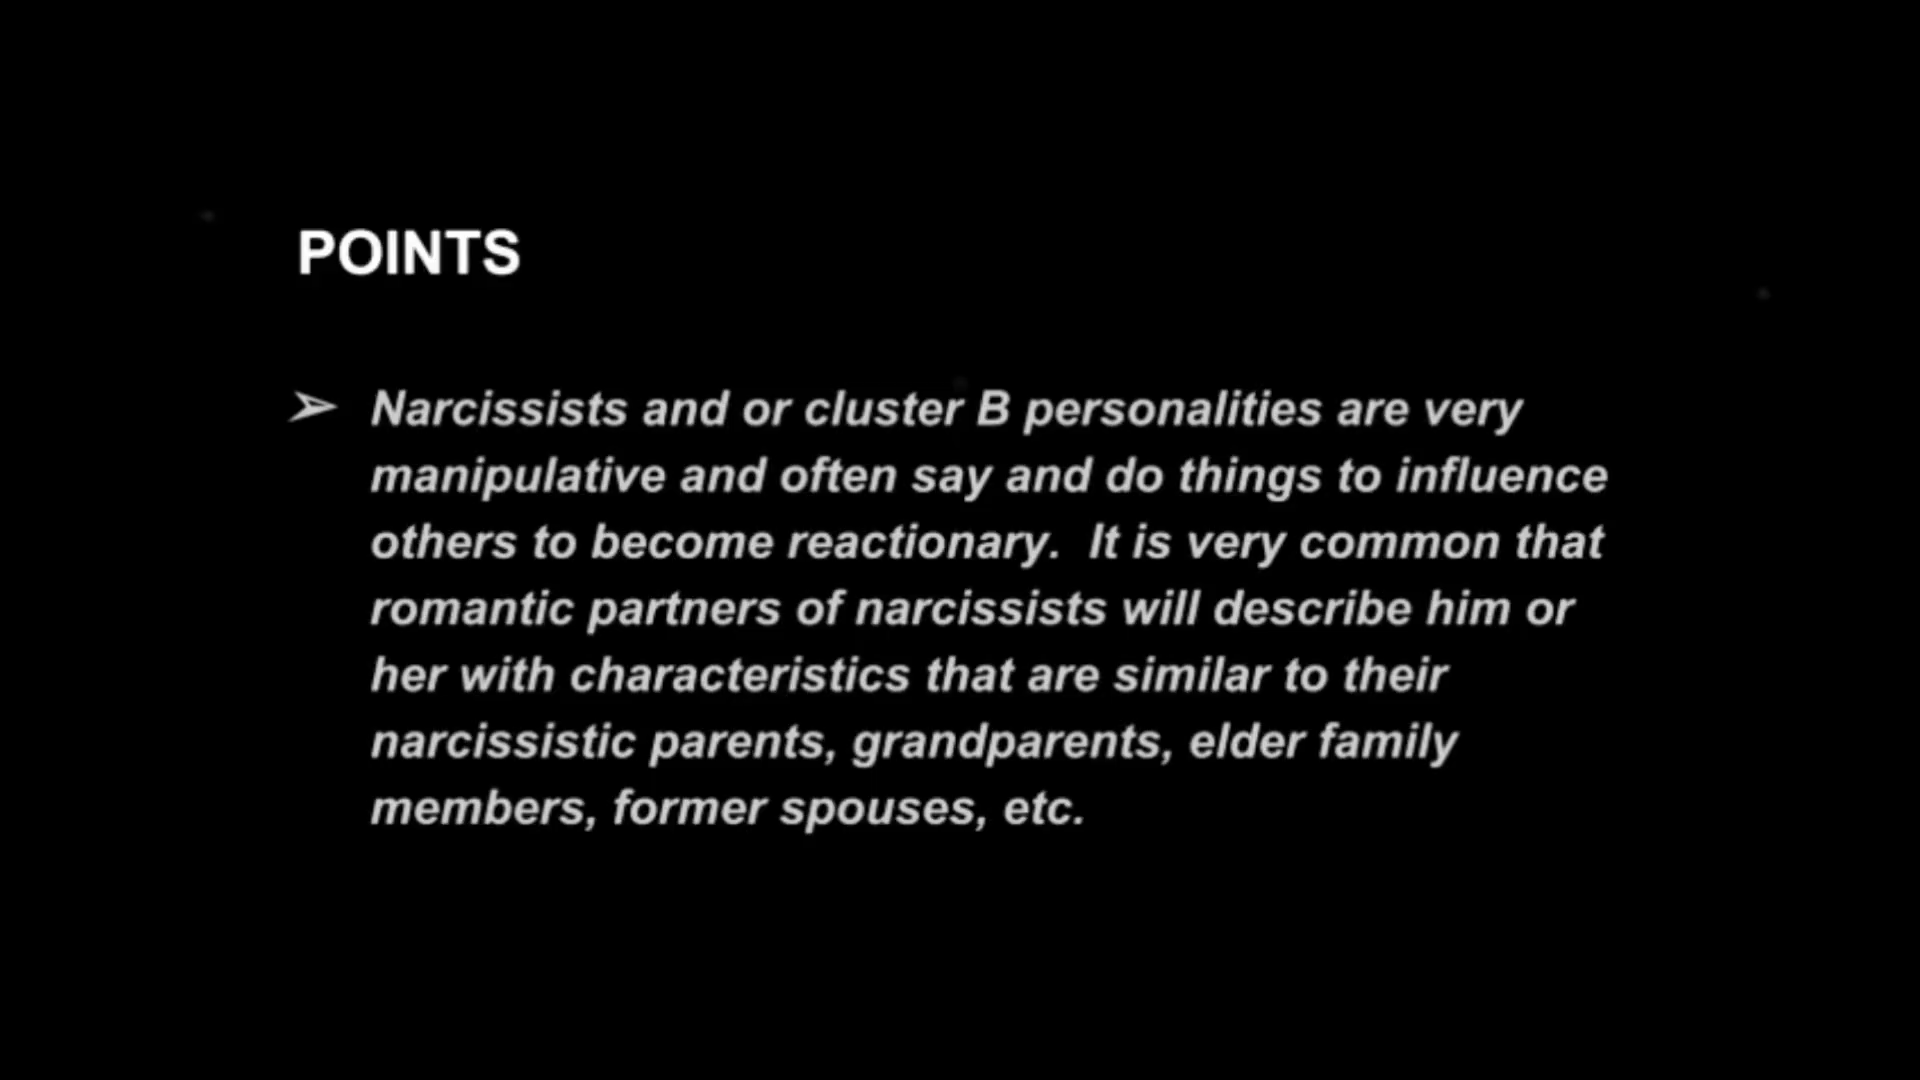 POINTS
➢ Narcissists and or cluster B personalities are very
manipulative and often say and do things to influence
others to become reactionary.  It is very common that
romantic partners of narcissists will describe him or
her with characteristics that are similar to their
narcissistic parents, grandparents, elder family
members, former spouses, etc.